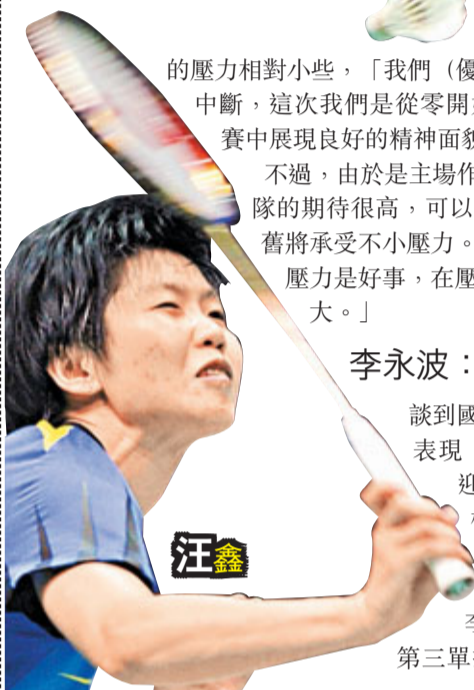 的壓力相對小些，「我們（優
中斷，這次我們是從零開
賽中展現良好的精神面
不過，由於是主場作
隊的期待很高，可以
舊將承受不小壓力。
壓力是好事，在壓
大。」
李永波：
談到國
表現
迎
汪鑫
第三單